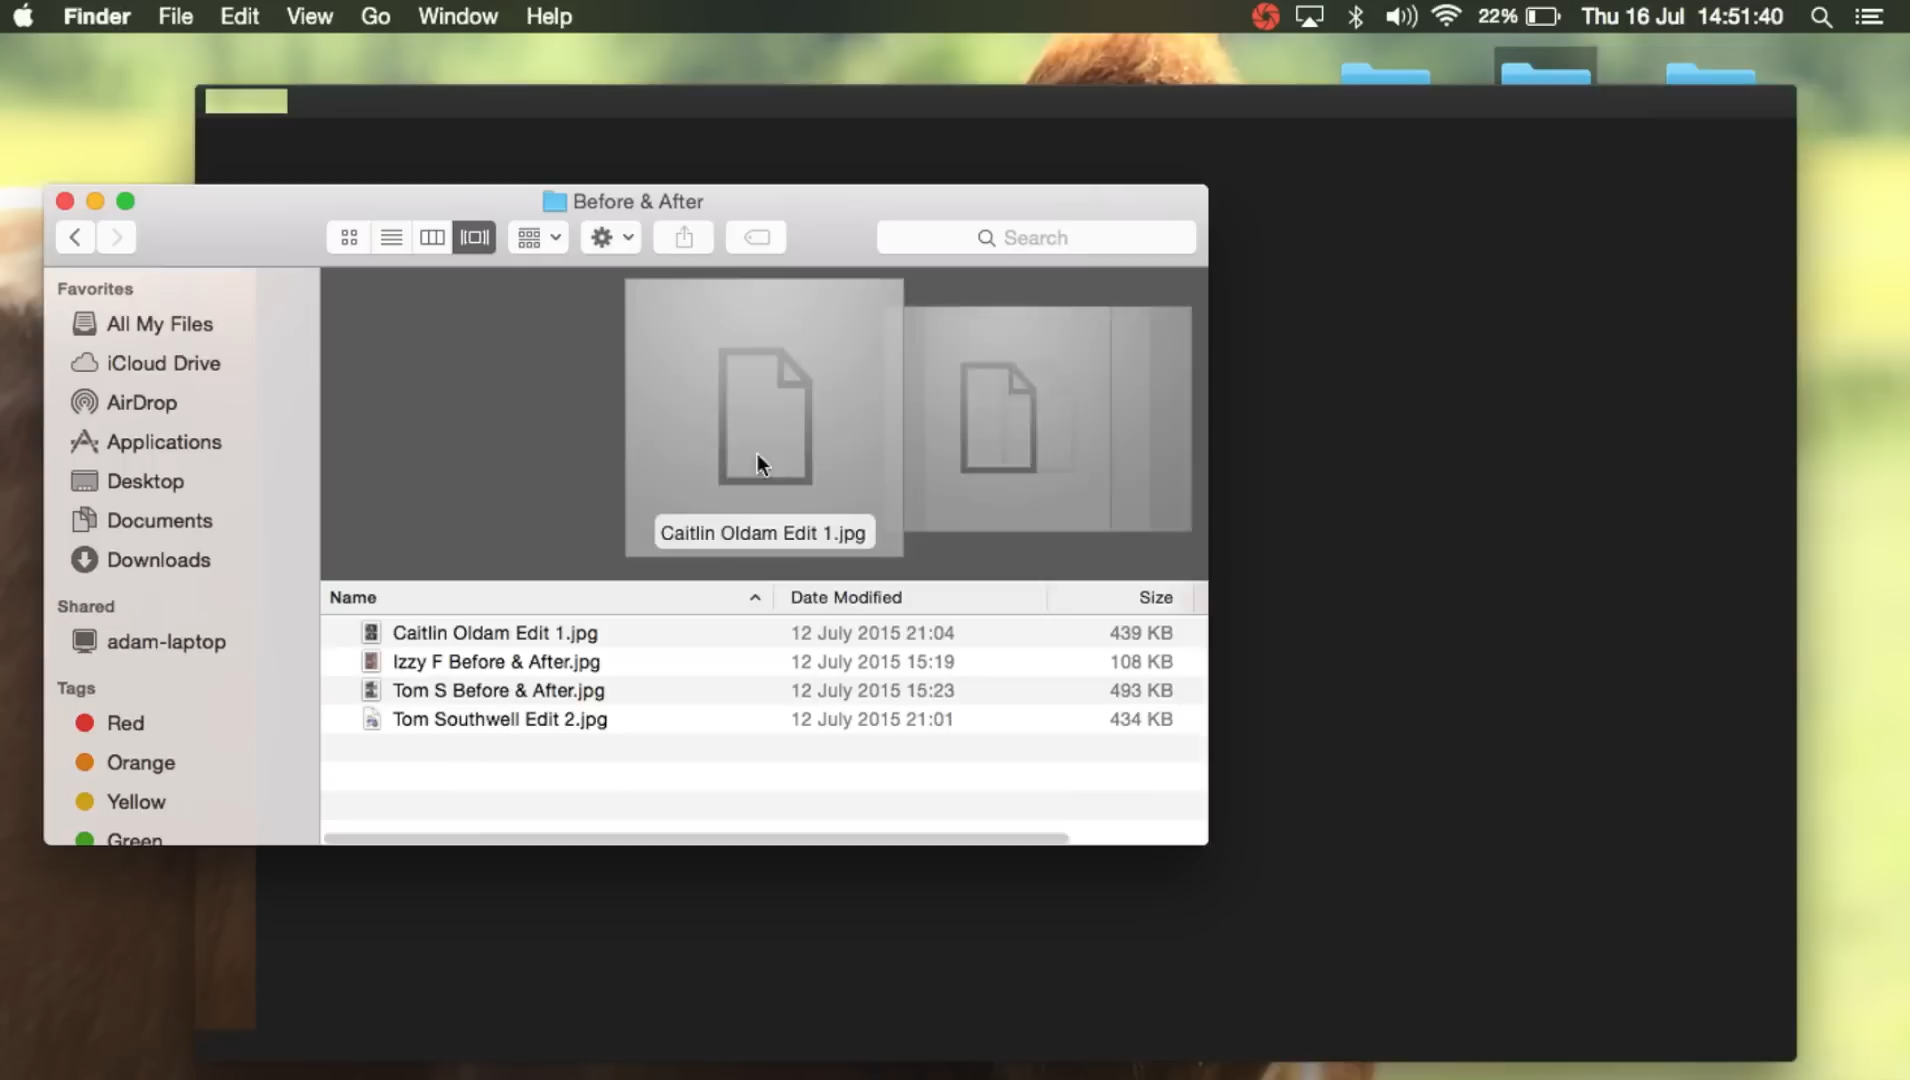 Finder File Edit View Go Window Help 22% Thu 16 Jul 14:51:40
Before & After
Search
Favorites
All My Files
iCloud Drive
AirDrop
Applications
Desktop
Documents
Downloads
Shared
adam-laptop
Tags
Red
Orange
Yellow
Green
Caitlin Oldam Edit 1.jpg
Name Date Modified Size
Caitlin Oldam Edit 1.jpg 12 July 2015 21:04 439 KB
Izzy F Before & After.jpg 12 July 2015 15:19 108 KB
Tom S Before & After.jpg 12 July 2015 15:23 493 KB
Tom Southwell Edit 2.jpg 12 July 2015 21:01 434 KB